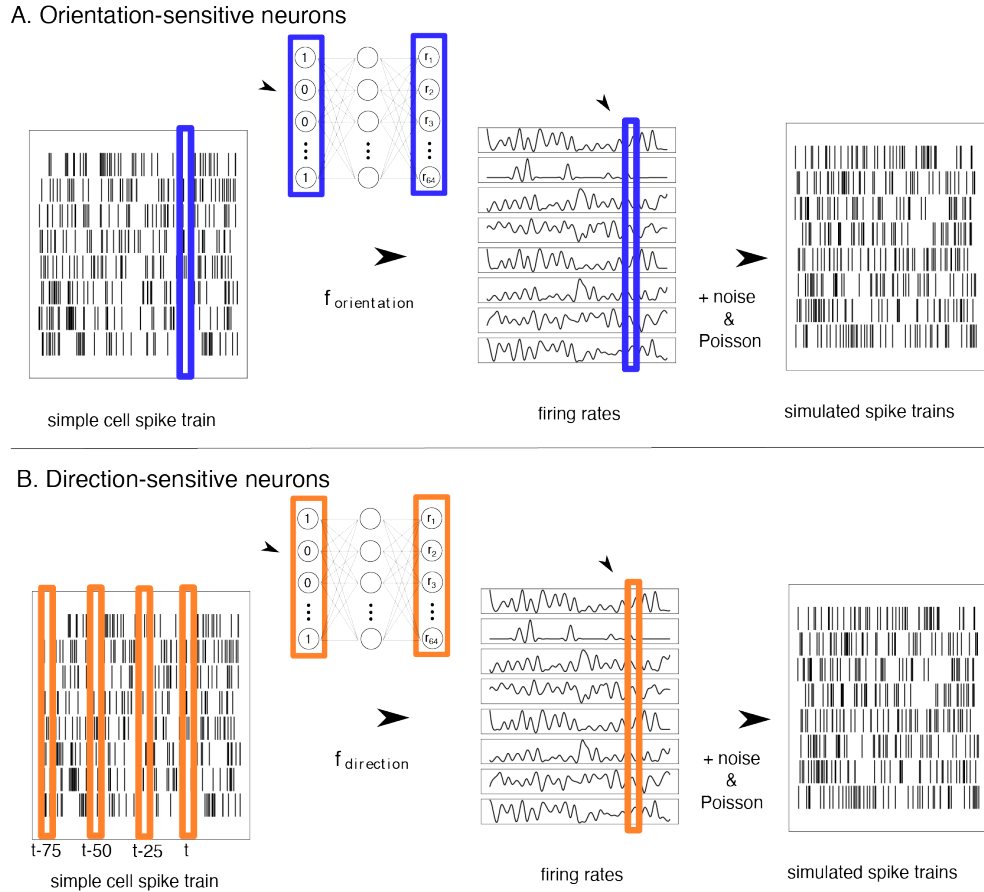 A. Orientation-sensitive neurons
1
0
0
1
r1
r2
r3
r64
f orientation
+ noise
&
Poisson
simple cell spike train
firing rates
simulated spike trains
B. Direction-sensitive neurons
1
0
0
1
r1
r2
r3
r64
f direction
+ noise
&
Poisson
t-75 t-50 t-25 t
simple cell spike train
firing rates
simulated spike trains